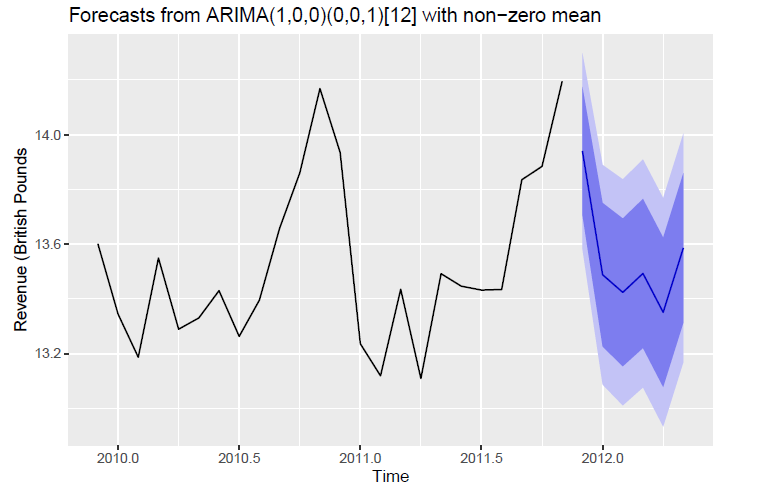 Forecasts from ARIMA(1,0,0)(0,0,1)[12] with non−zero mean
Revenue (British Pounds
14.0
13.6
13.2
2010.0 2010.5 2011.0 2011.5 2012.0
Time